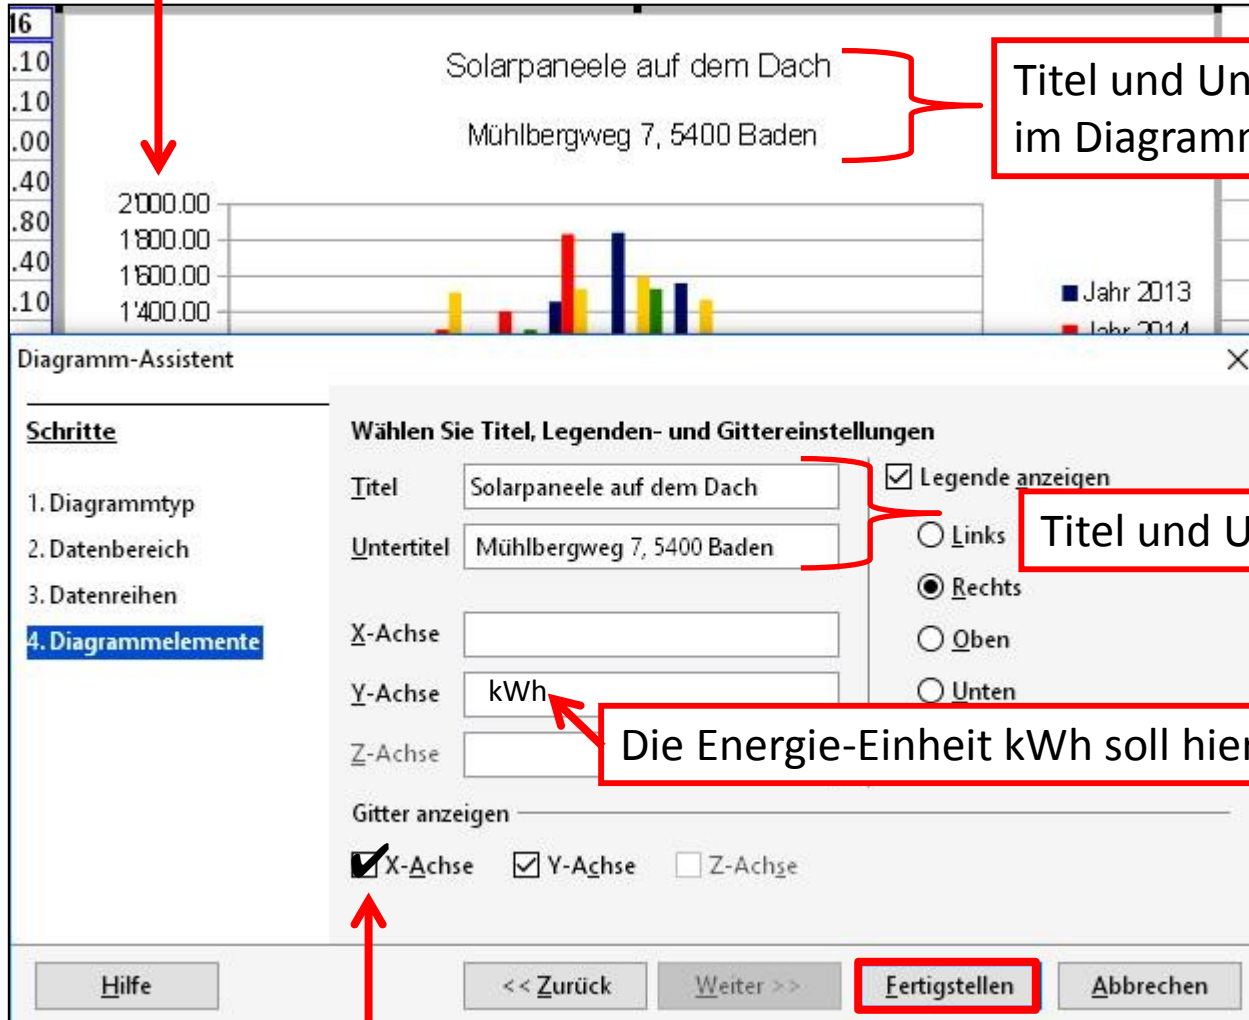 16
.10
.10
.00
.40
.80
.40
.10
Solarpaneele auf dem Dach
Mühlbergweg 7, 5400 Baden
Titel und Un
im Diagramm
2'000.00
1'800.00
1'600.00
1'400.00
Jahr 2013
Jahr 2014
Diagramm-Assistent
Schritte
1. Diagrammtyp
2. Datenbereich
3. Datenreihen
4. Diagrammelemente
Wählen Sie Titel, Legenden- und Gittereinstellungen
Titel Solarpaneele auf dem Dach
Untertitel Mühlbergweg 7, 5400 Baden
X-Achse
Y-Achse kWh
Z-Achse
Legende anzeigen
Links
Rechts
Oben
Unten
Titel und U
Die Energie-Einheit kWh soll hier
Gitter anzeigen
X-Achse Y-Achse Z-Achse
Hilfe << Zurück Weiter >> Fertigstellen Abbrechen